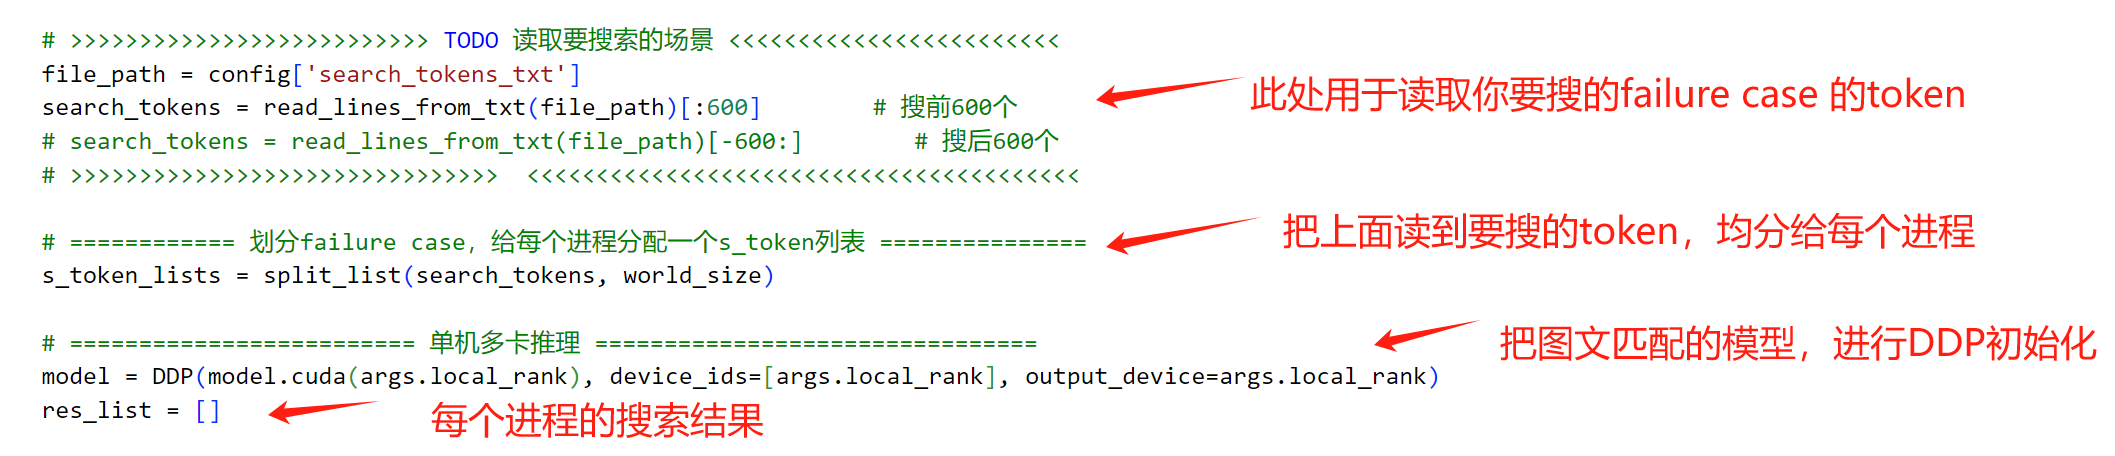 # >>>>>>>>>>>>>>>>>>>>>>>>>> TODO 读取要搜索的场景 <<<<<<<<<<<<<<<<<<<<<<<<
file_path = config['search_tokens_txt']
此处用于读取你要搜的failure case 的token
search_tokens = read_lines_from_txt(file_path)[:600]        # 搜前600个
# search_tokens = read_lines_from_txt(file_path)[-600:]        # 搜后600个
# >>>>>>>>>>>>>>>>>>>>>>>>>>>>>>>  <<<<<<<<<<<<<<<<<<<<<<<<<<<<<<<<<<<<<<<<
把上面读到要搜的token，均分给每个进程
# ============ 划分failure case，给每个进程分配一个s_token列表 ===============
s_token_lists = split_list(search_tokens, world_size)
# ========================= 单机多卡推理 ================================
把图文匹配的模型，进行DDP初始化
model = DDP(model.cuda(args.local_rank), device_ids=[args.local_rank], output_device=args.local_rank)
res_list = []
每个进程的搜索结果